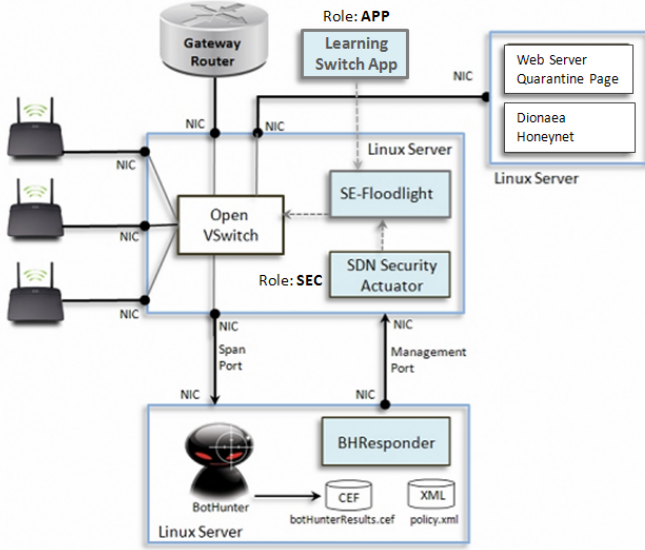 Role: APP
Gateway
Router
Learning
Switch App
NIC
Web Server
Quarantine Page
Dionaea
Honeynet
Linux Server
NIC
NIC
Linux Server
NIC
NIC
NIC
Open
VSwitch
SE-Floodlight
Role: SEC
SDN Security
Actuator
NIC
Span
Port
NIC
Management
Port
NIC
NIC
BHResponder
BotHunter
CEF
botHunterResults.cef
XML
policy.xml
Linux Server